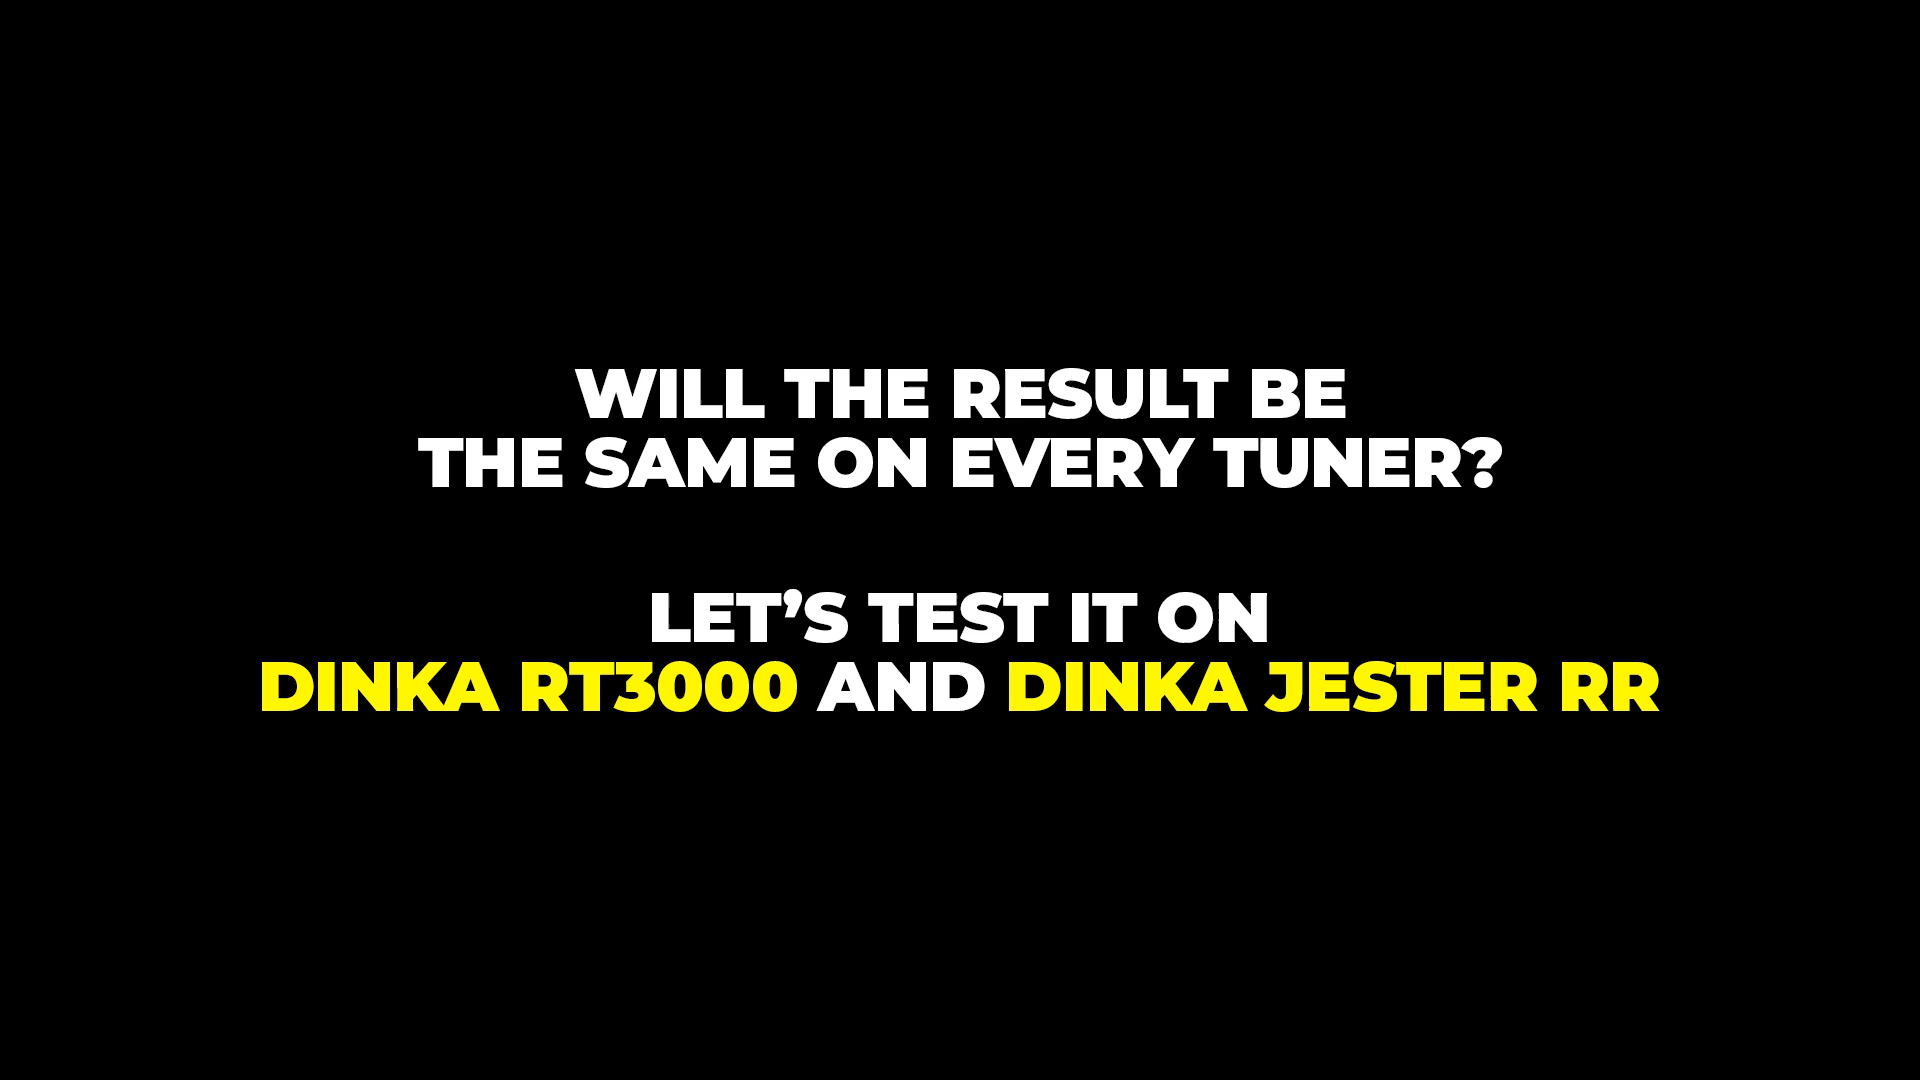 WILL THE RESULT BE
THE SAME ON EVERY TUNER?
LET’S TEST IT ON
DINKA RT3000 AND DINKA JESTER RR